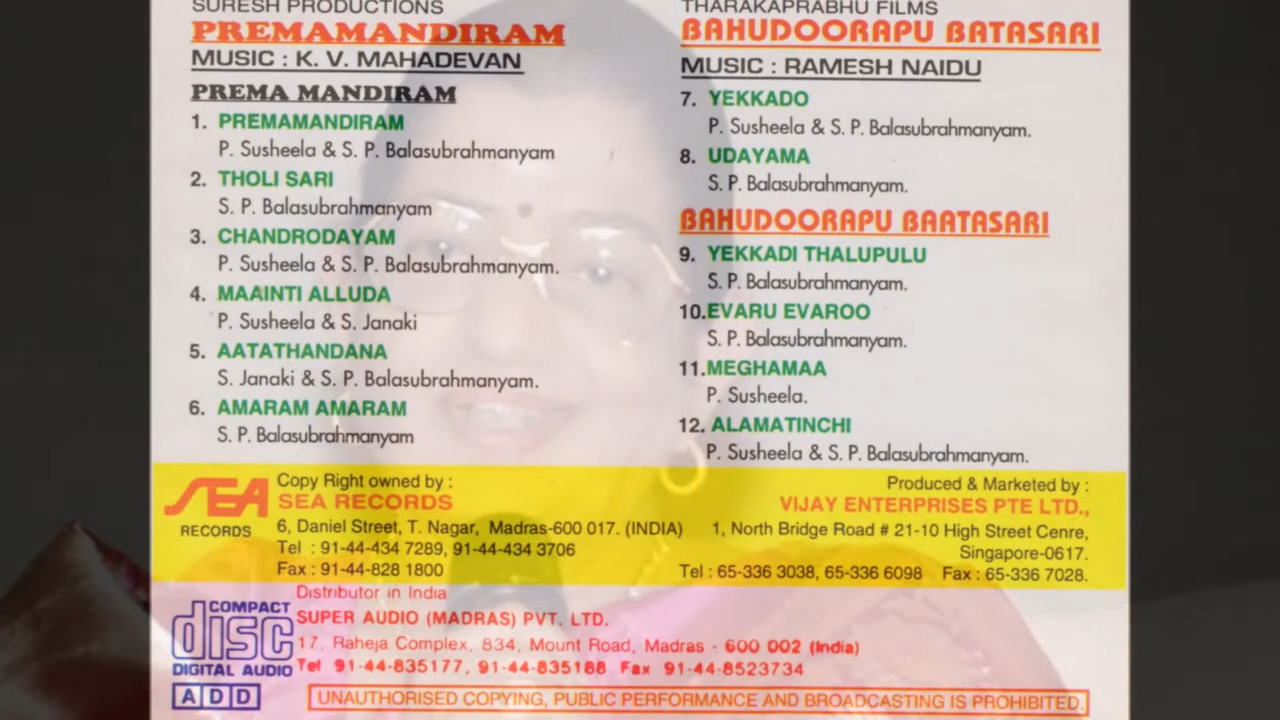 SURESH PRODUCTIONS
PREMAMANDIRAM
MUSIC : K. V. MAHADEVAN
PREMA MANDIRAM
1. PREMAMANDIRAM
P. Susheela & S. P. Balasubrahmanyam
2. THOLI SARI
S. P. Balasubrahmanyam
3. CHANDRODAYAM
P. Susheela & S. P. Balasubrahmanyam.
4. MAAINTI ALLUDA
P. Susheela & S. Janaki
5. AATATHANDANA
S. Janaki & S. P. Balasubrahmanyam.
6. AMARAM AMARAM
S. P. Balasubrahmanyam
THARAKAPRABHU FILMS
BAHUDOORAPU BATASARI
MUSIC : RAMESH NAIDU
7. YEKKADO
P. Susheela & S. P. Balasubrahmanyam.
8. UDAYAMA
S. P. Balasubrahmanyam.
BAHUDOORAPU BAATASARI
9. YEKKADI THALUPULU
S. P. Balasubrahmanyam.
10.EVARU EVAROO
S. P. Balasubrahmanyam.
11.MEGHAMAA
P. Susheela.
12. ALAMATINCHI
P. Susheela & S. P. Balasubrahmanyam.
SEA
RECORDS
Copy Right owned by :
SEA RECORDS
6, Daniel Street, T. Nagar, Madras-600 017. (INDIA)
Tel : 91-44-434 7289, 91-44-434 3706
Fax : 91-44-828 1800
Produced & Marketed by :
VIJAY ENTERPRISES PTE LTD.,
1, North Bridge Road # 21-10 High Street Cenre,
Singapore-0617.
Tel : 65-336 3038, 65-336 6098 Fax : 65-336 7028.
COMPACT
disc
DIGITAL AUDIO
ADD
Distributor in India
SUPER AUDIO (MADRAS) PVT. LTD.
17, Raheja Complex, 834, Mount Road, Madras - 600 002 (India)
Tel 91-44-835177, 91-44-835188 Fax 91-44-8523734
UNAUTHORISED COPYING, PUBLIC PERFORMANCE AND BROADCASTING IS PROHIBITED.